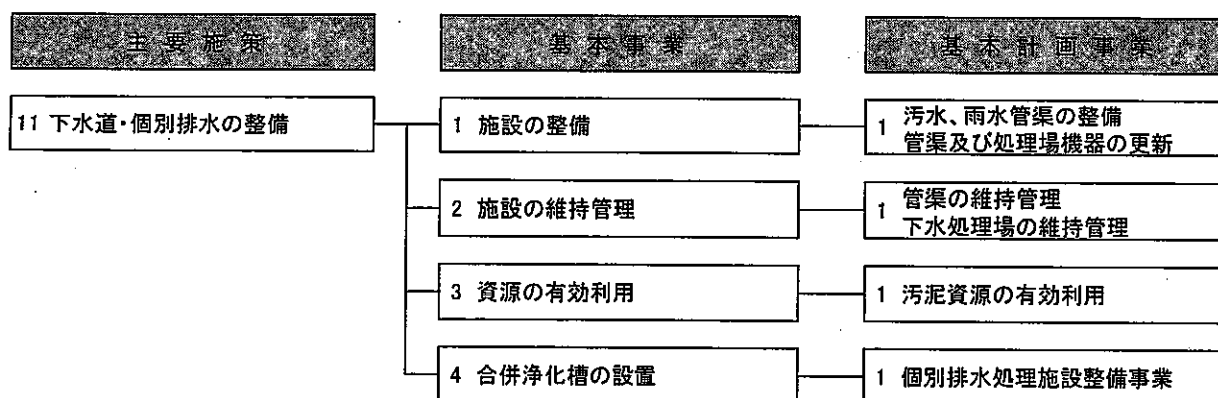 主要施策
基本事業
基本計画事業
11 下水道・個別排水の整備
1 施設の整備
1 汚水、雨水管渠の整備
管渠及び処理場機器の更新
2 施設の維持管理
1 管渠の維持管理
下水処理場の維持管理
3 資源の有効利用
1 汚泥資源の有効利用
4 合併浄化槽の設置
1 個別排水処理施設整備事業